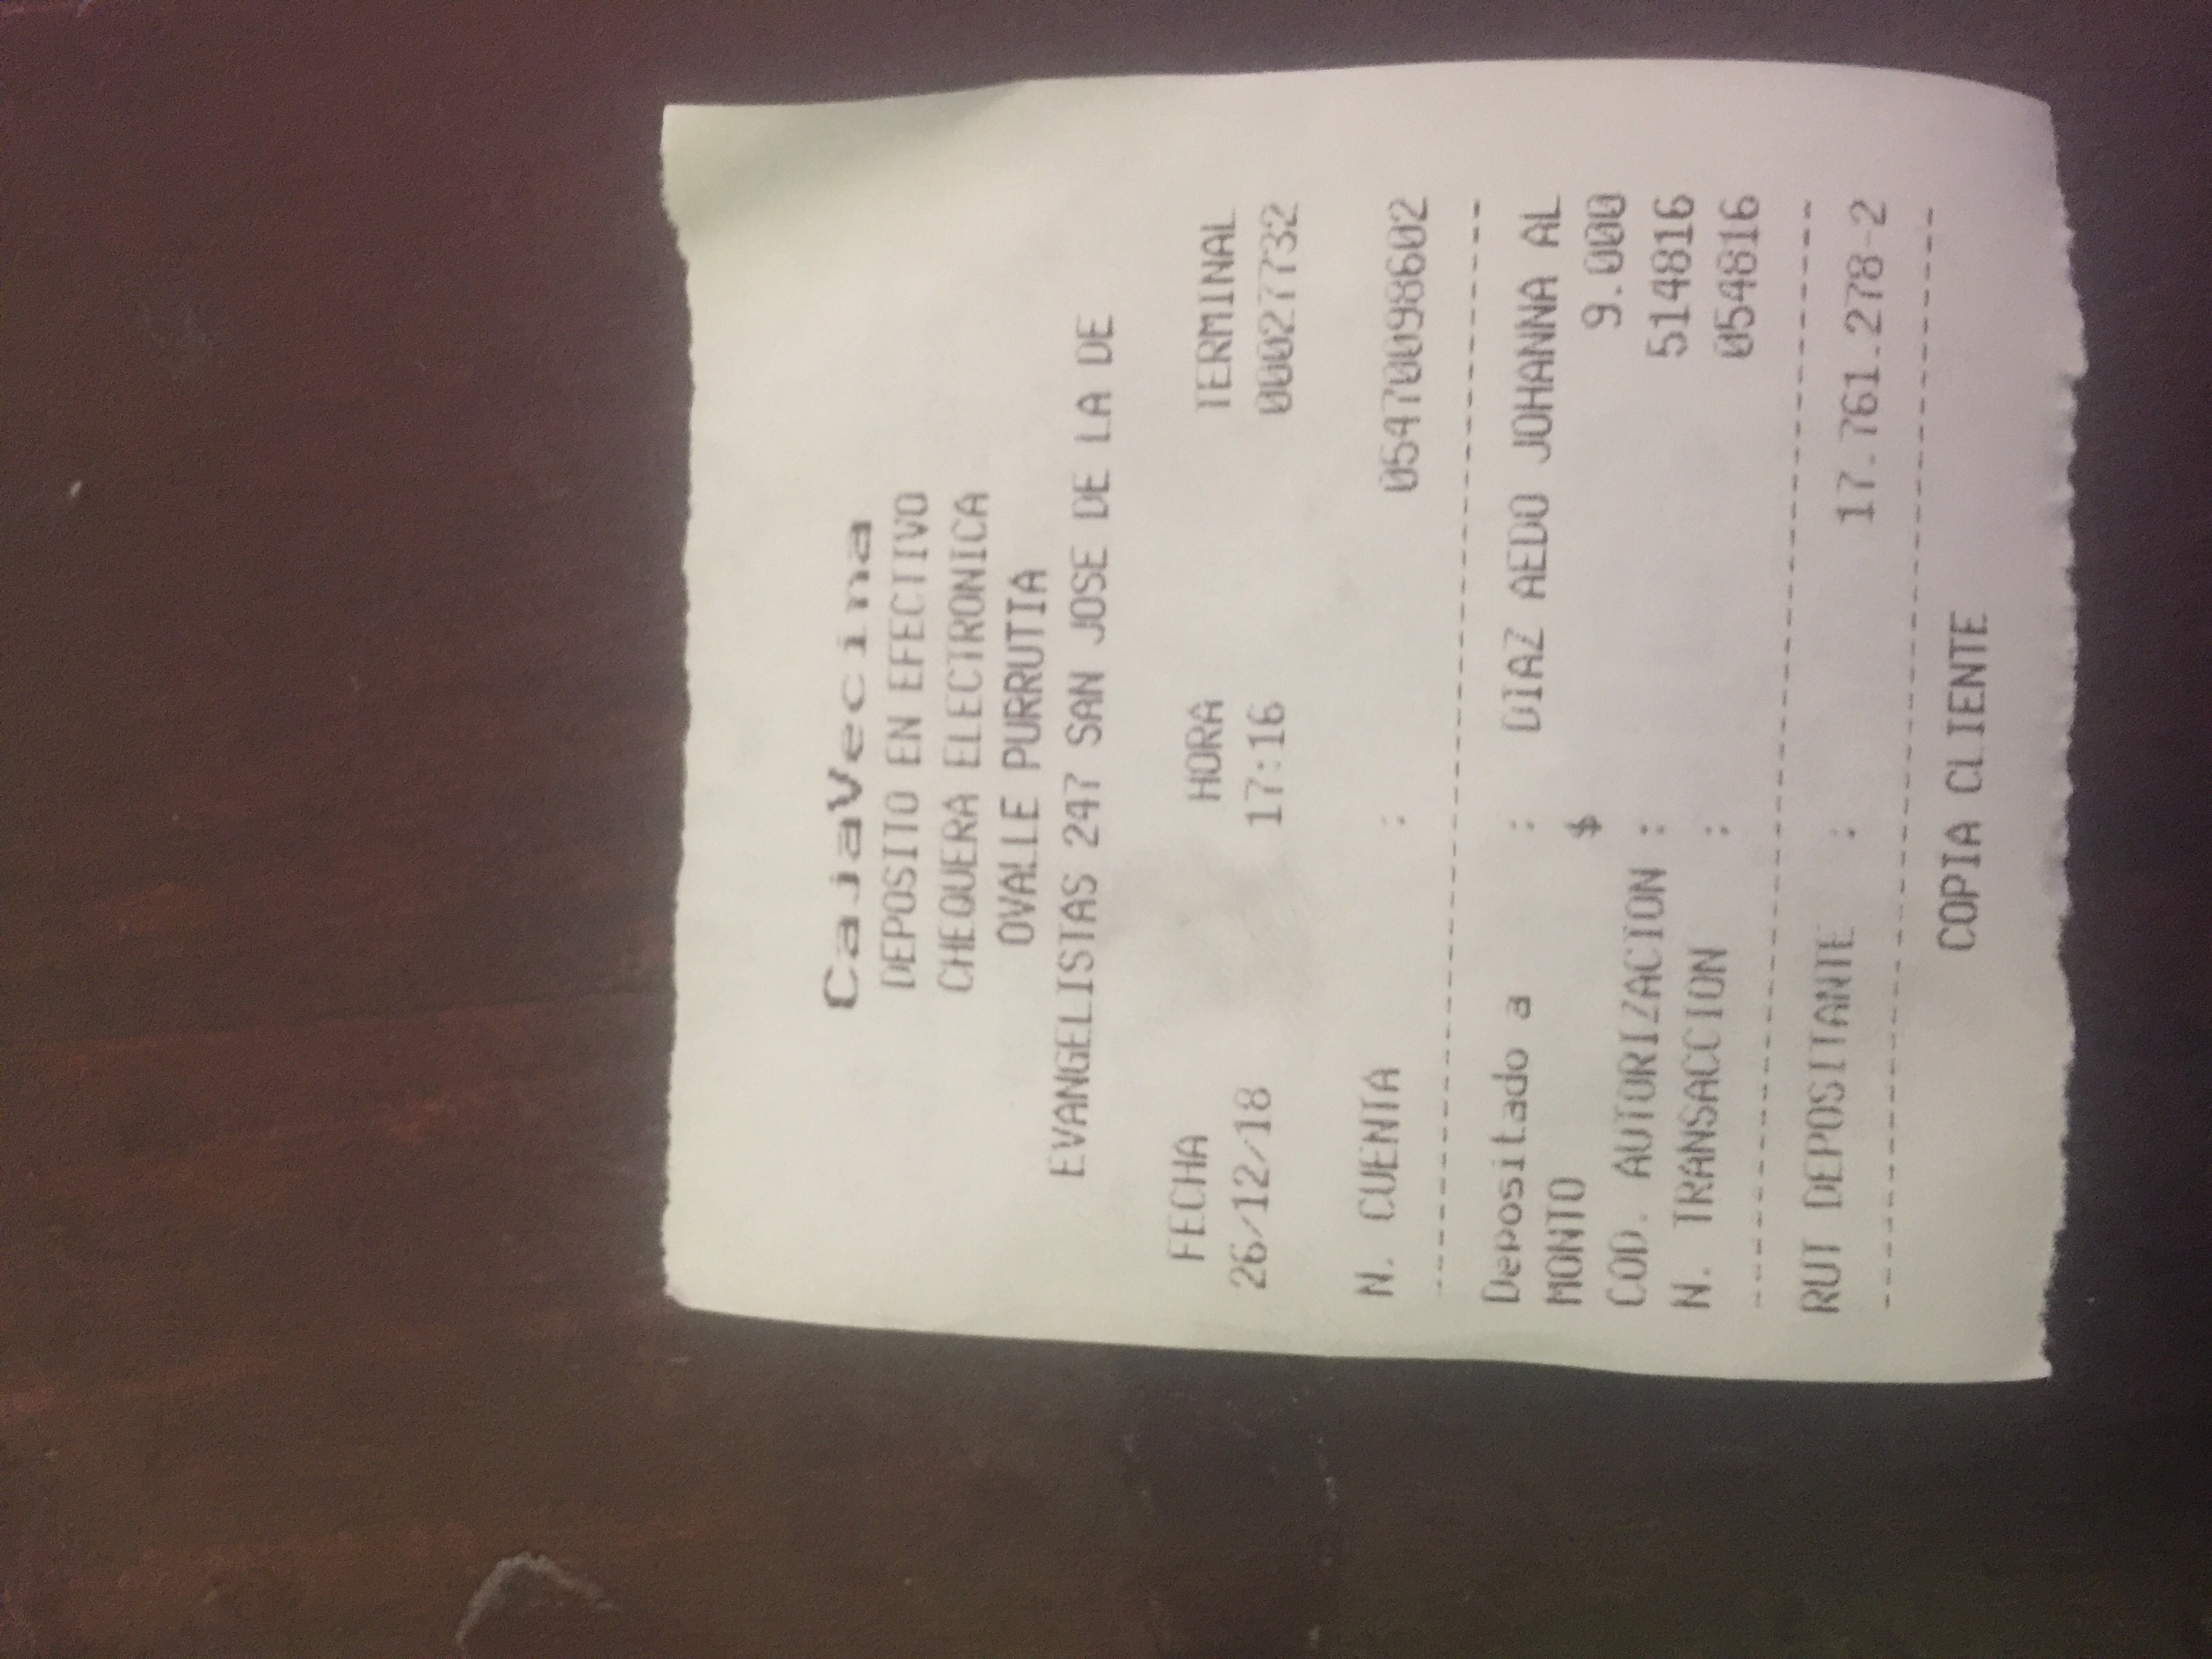 CajaVecina
DEPOSITO EN EFECTIVO
CHEQUERA ELECTRONICA
OVALLE PURRUTIA
EVANGELISTAS 247 SAN JOSE DE LA DE
FECHA HORA TERMINAL
26/12/18 17:16 00027732
N. CUENTA : 05470098602
Depositado a : DIAZ AEDO JOHANNA AL
MONTO $ 9.000
COD. AUTORIZACION : 514816
N. TRANSACCION : 054816
RUT DEPOSITANTE : 17.761.278-2
COPIA CLIENTE